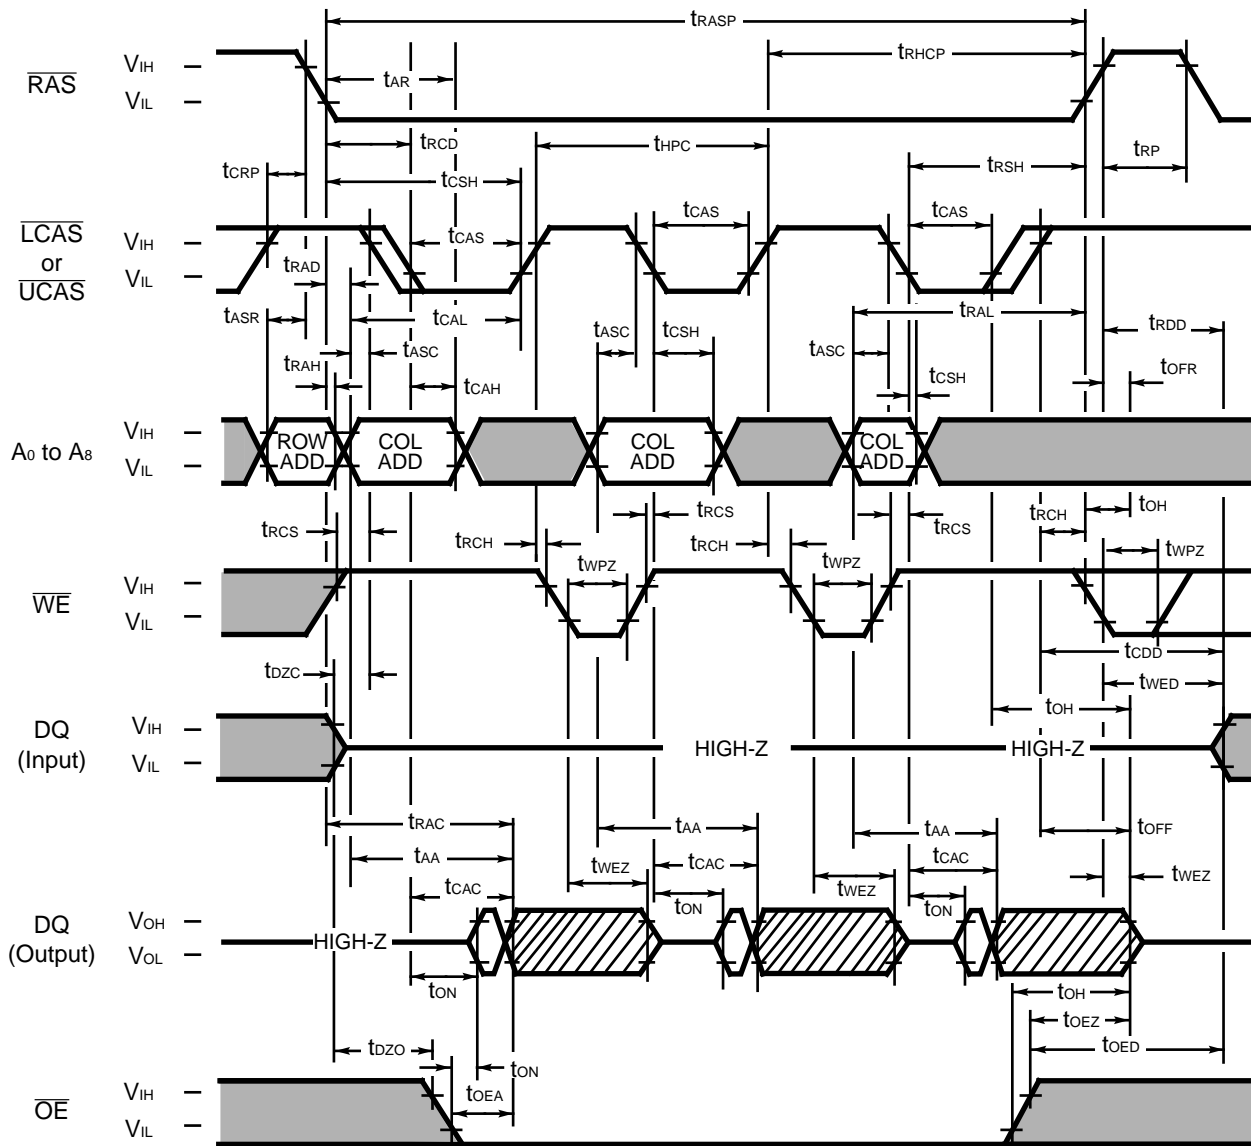 tRASP
tRHCP
RAS
VIH
VIL
tAR
tRCD
tHPC
tRP
tCRP
tCSH
tRSH
LCAS
or
UCAS
VIH
VIL
tCAS
tCAS
tCAS
tRAD
tASR
tCAL
tRAL
tRDD
tRAH
tASC
tASC
tCSH
tASC
tCAH
tCSH
tOFR
A0 to A8
VIH
VIL
ROW
ADD
COL
ADD
COL
ADD
COL
ADD
tRCS
tRCH
tRCS
tRCH
tRCS
tRCH
tOH
WE
VIH
VIL
tWPZ
tWPZ
tWPZ
tDZC
tCDD
tWED
tOH
DQ
(Input)
VIH
VIL
HIGH-Z
HIGH-Z
tRAC
tAA
tAA
tAA
tOFF
tCAC
tWEZ
tCAC
tWEZ
tCAC
tWEZ
tON
tON
DQ
(Output)
VOH
VOL
HIGH-Z
tON
tOH
tOEZ
tDZO
tON
tOED
tOEA
OE
VIH
VIL